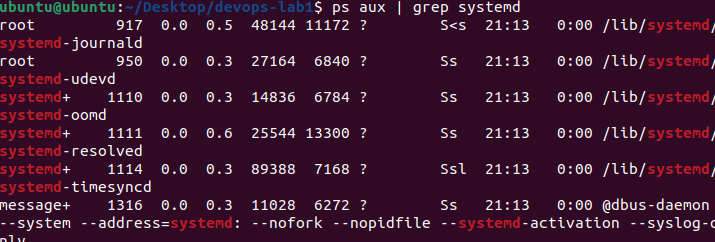 ubuntu@ubuntu:~/Desktop/devops-lab1$ ps aux | grep systemd
root 917 0.0 0.5 48144 11172 ? S<s 21:13 0:00 /lib/systemd/
systemd-journald
root 950 0.0 0.3 27164 6840 ? Ss 21:13 0:00 /lib/systemd/
systemd-udevd
systemd+ 1110 0.0 0.3 14836 6784 ? Ss 21:13 0:00 /lib/systemd/
systemd-oomd
systemd+ 1111 0.0 0.6 25544 13300 ? Ss 21:13 0:00 /lib/systemd/
systemd-resolved
systemd+ 1114 0.0 0.3 89388 7168 ? Ssl 21:13 0:00 /lib/systemd/
systemd-timesyncd
message+ 1316 0.0 0.3 11028 6272 ? Ss 21:13 0:00 @dbus-daemon
--system --address=systemd: --nofork --nopidfile --systemd-activation --syslog-o